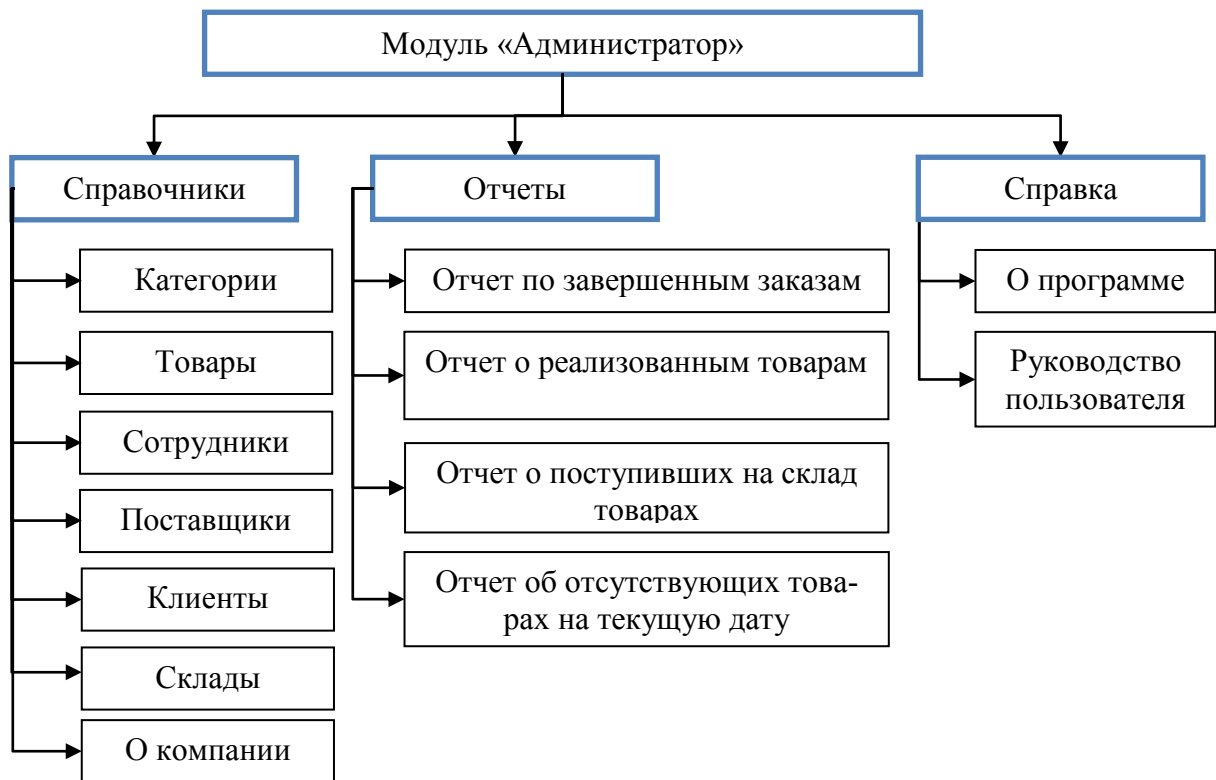 Модуль «Администратор»
Справочники
Отчеты
Справка
Категории
Товары
Сотрудники
Поставщики
Клиенты
Склады
О компании
Отчет по завершенным заказам
Отчет о реализованным товарам
Отчет о поступивших на склад
товарах
Отчет об отсутствующих това-
рах на текущую дату
О программе
Руководство
пользователя